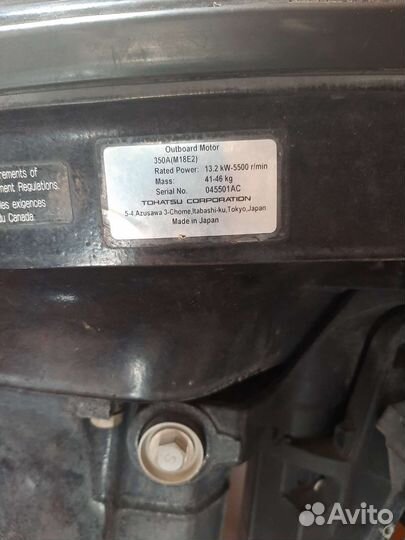 Outboard Motor
350A(M18E2)
Rated Power: 13.2 kW-5500 r/min
Mass: 41-46 kg
Serial No. 045501AC
TOHATSU CORPORATION
5-4,Azusawa 3-Chome,Itabashi-ku,Tokyo,Japan
Made in Japan
rements of
ment Regulations.
les exigences
du Canada.
S
Avito